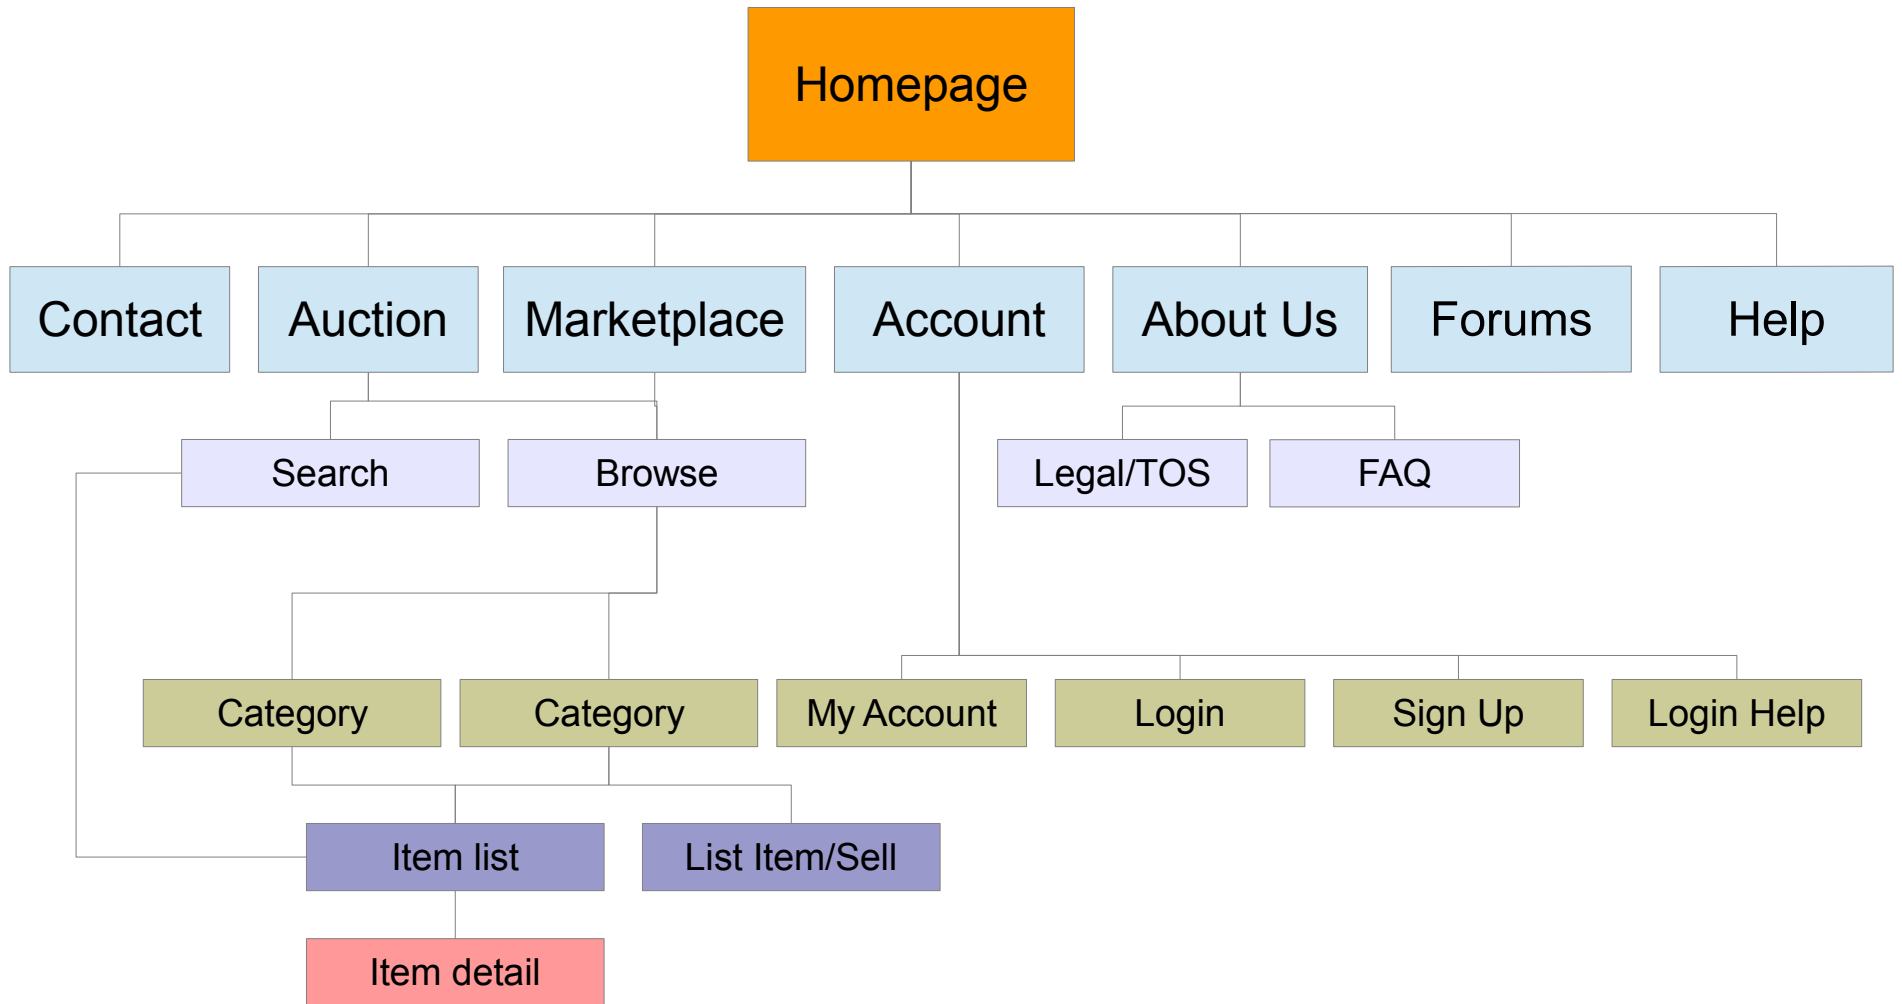 Homepage
Contact
Auction
Marketplace
Account
About Us
Forums
Help
Search
Browse
Legal/TOS
FAQ
Category
Category
My Account
Login
Sign Up
Login Help
Item list
List Item/Sell
Item detail